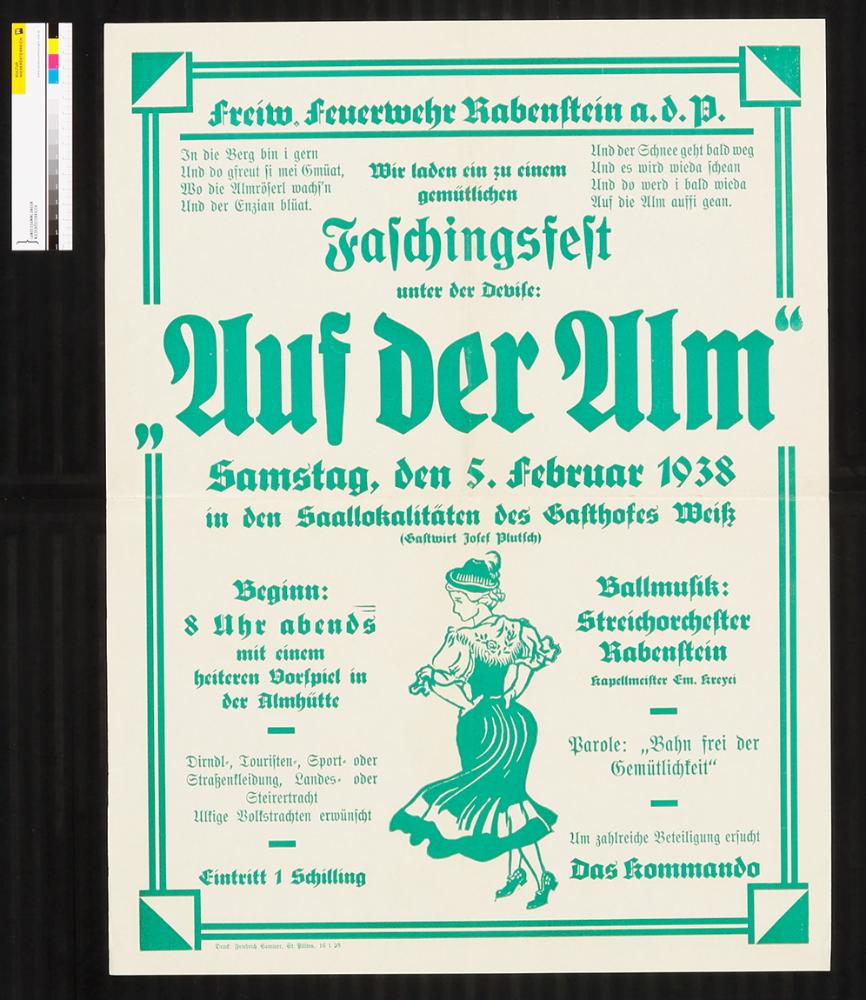 Freiw. Feuerwehr Rabenstein a. d. P.
In die Berg bin i gern
Und do gfreut si mei Gmüat,
Wo die Almröserl wachs'n
Und der Enzian blüat.
Wir laden ein zu einem
gemütlichen
Und der Schnee geht bald weg
Und es wird wieda schean
Und do werd i bald wieda
Auf die Alm auffi gean.
Faschingsfest
unter der Devise:
„Auf der Alm“
Samstag, den 5. Februar 1938
in den Saallokalitäten des Gasthofes Weiß
(Gastwirt Josef Plutsch)
Beginn:
8 Uhr abends
mit einem
heiteren Vorspiel in
der Almhütte
Dirndl-, Touristen-, Sport- oder
Straßenkleidung, Landes- oder
Steirertracht
Ulkige Volkstrachten erwünscht
Eintritt 1 Schilling
Ballmusik:
Streichorchester
Rabenstein
Kapellmeister Em. Kreyci
Parole: „Bahn frei der
Gemütlichkeit“
Um zahlreiche Beteiligung ersucht
Das Kommando
Druck: St. Pölten,